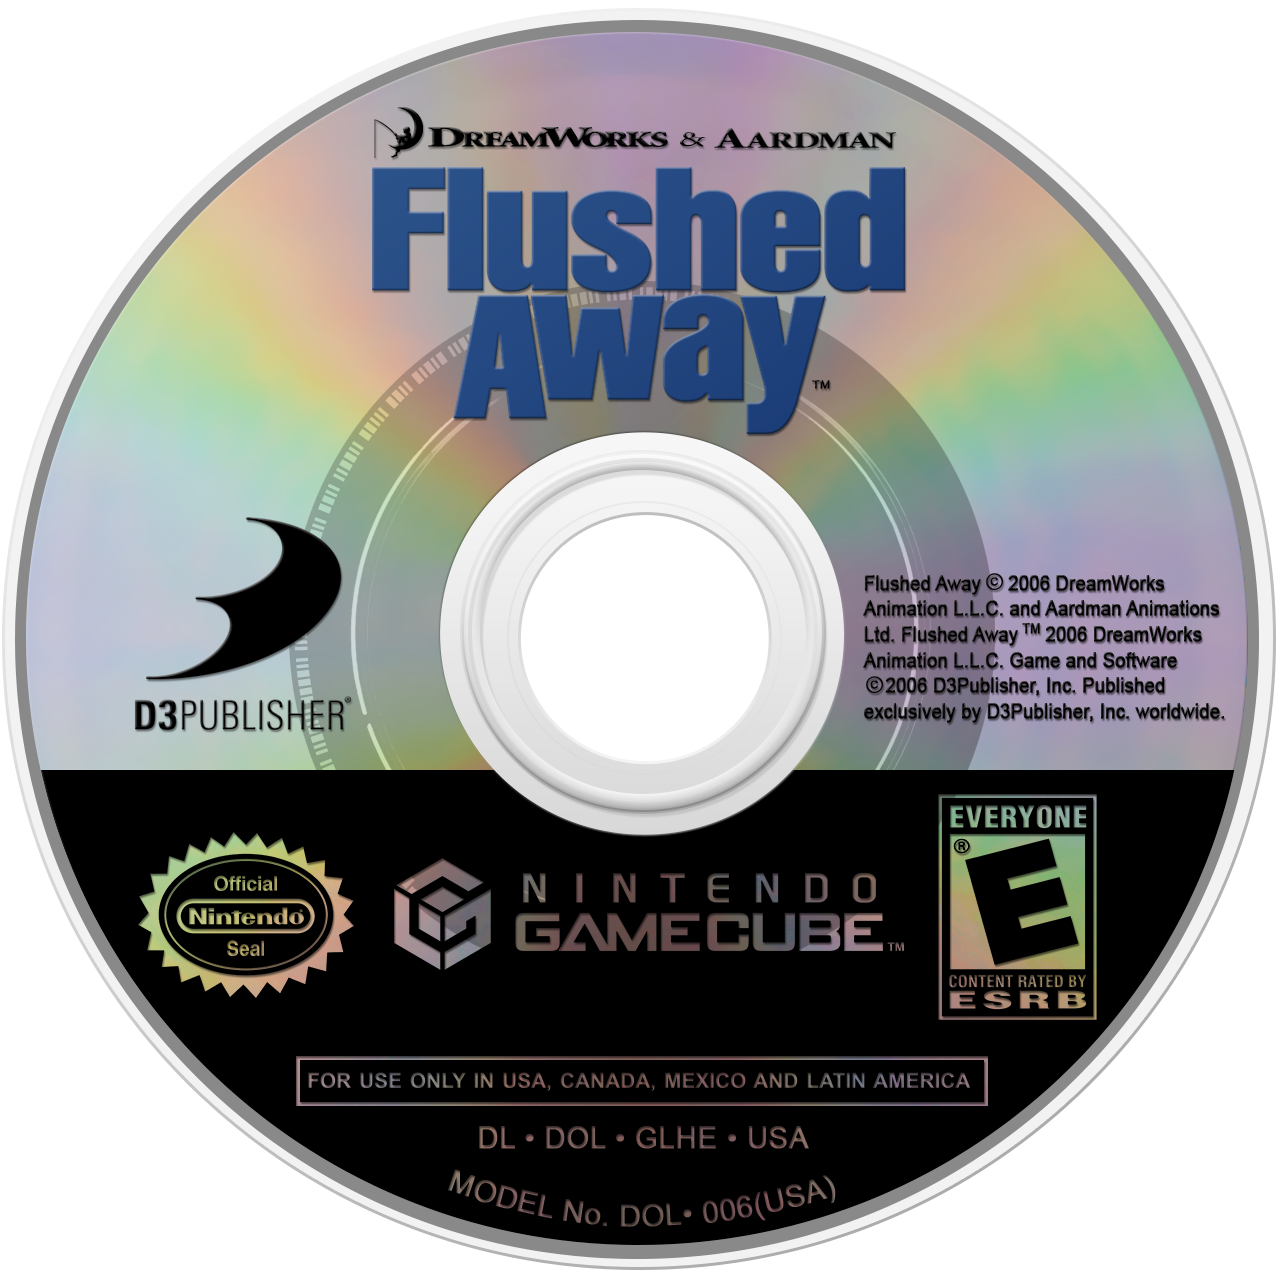 DREAMWORKS & AARDMAN
Flushed
Away™
Flushed Away © 2006 DreamWorks
Animation L.L.C. and Aardman Animations
Ltd. Flushed Away TM 2006 DreamWorks
Animation L.L.C. Game and Software
©2006 D3Publisher, Inc. Published
exclusively by D3Publisher, Inc. worldwide.
D3PUBLISHER®
Official
Nintendo®
Seal
NINTENDO
GAMECUBE™
EVERYONE
®
E
CONTENT RATED BY
ESRB
FOR USE ONLY IN USA, CANADA, MEXICO AND LATIN AMERICA
DL • DOL • GLHE • USA
MODEL No. DOL• 006(USA)